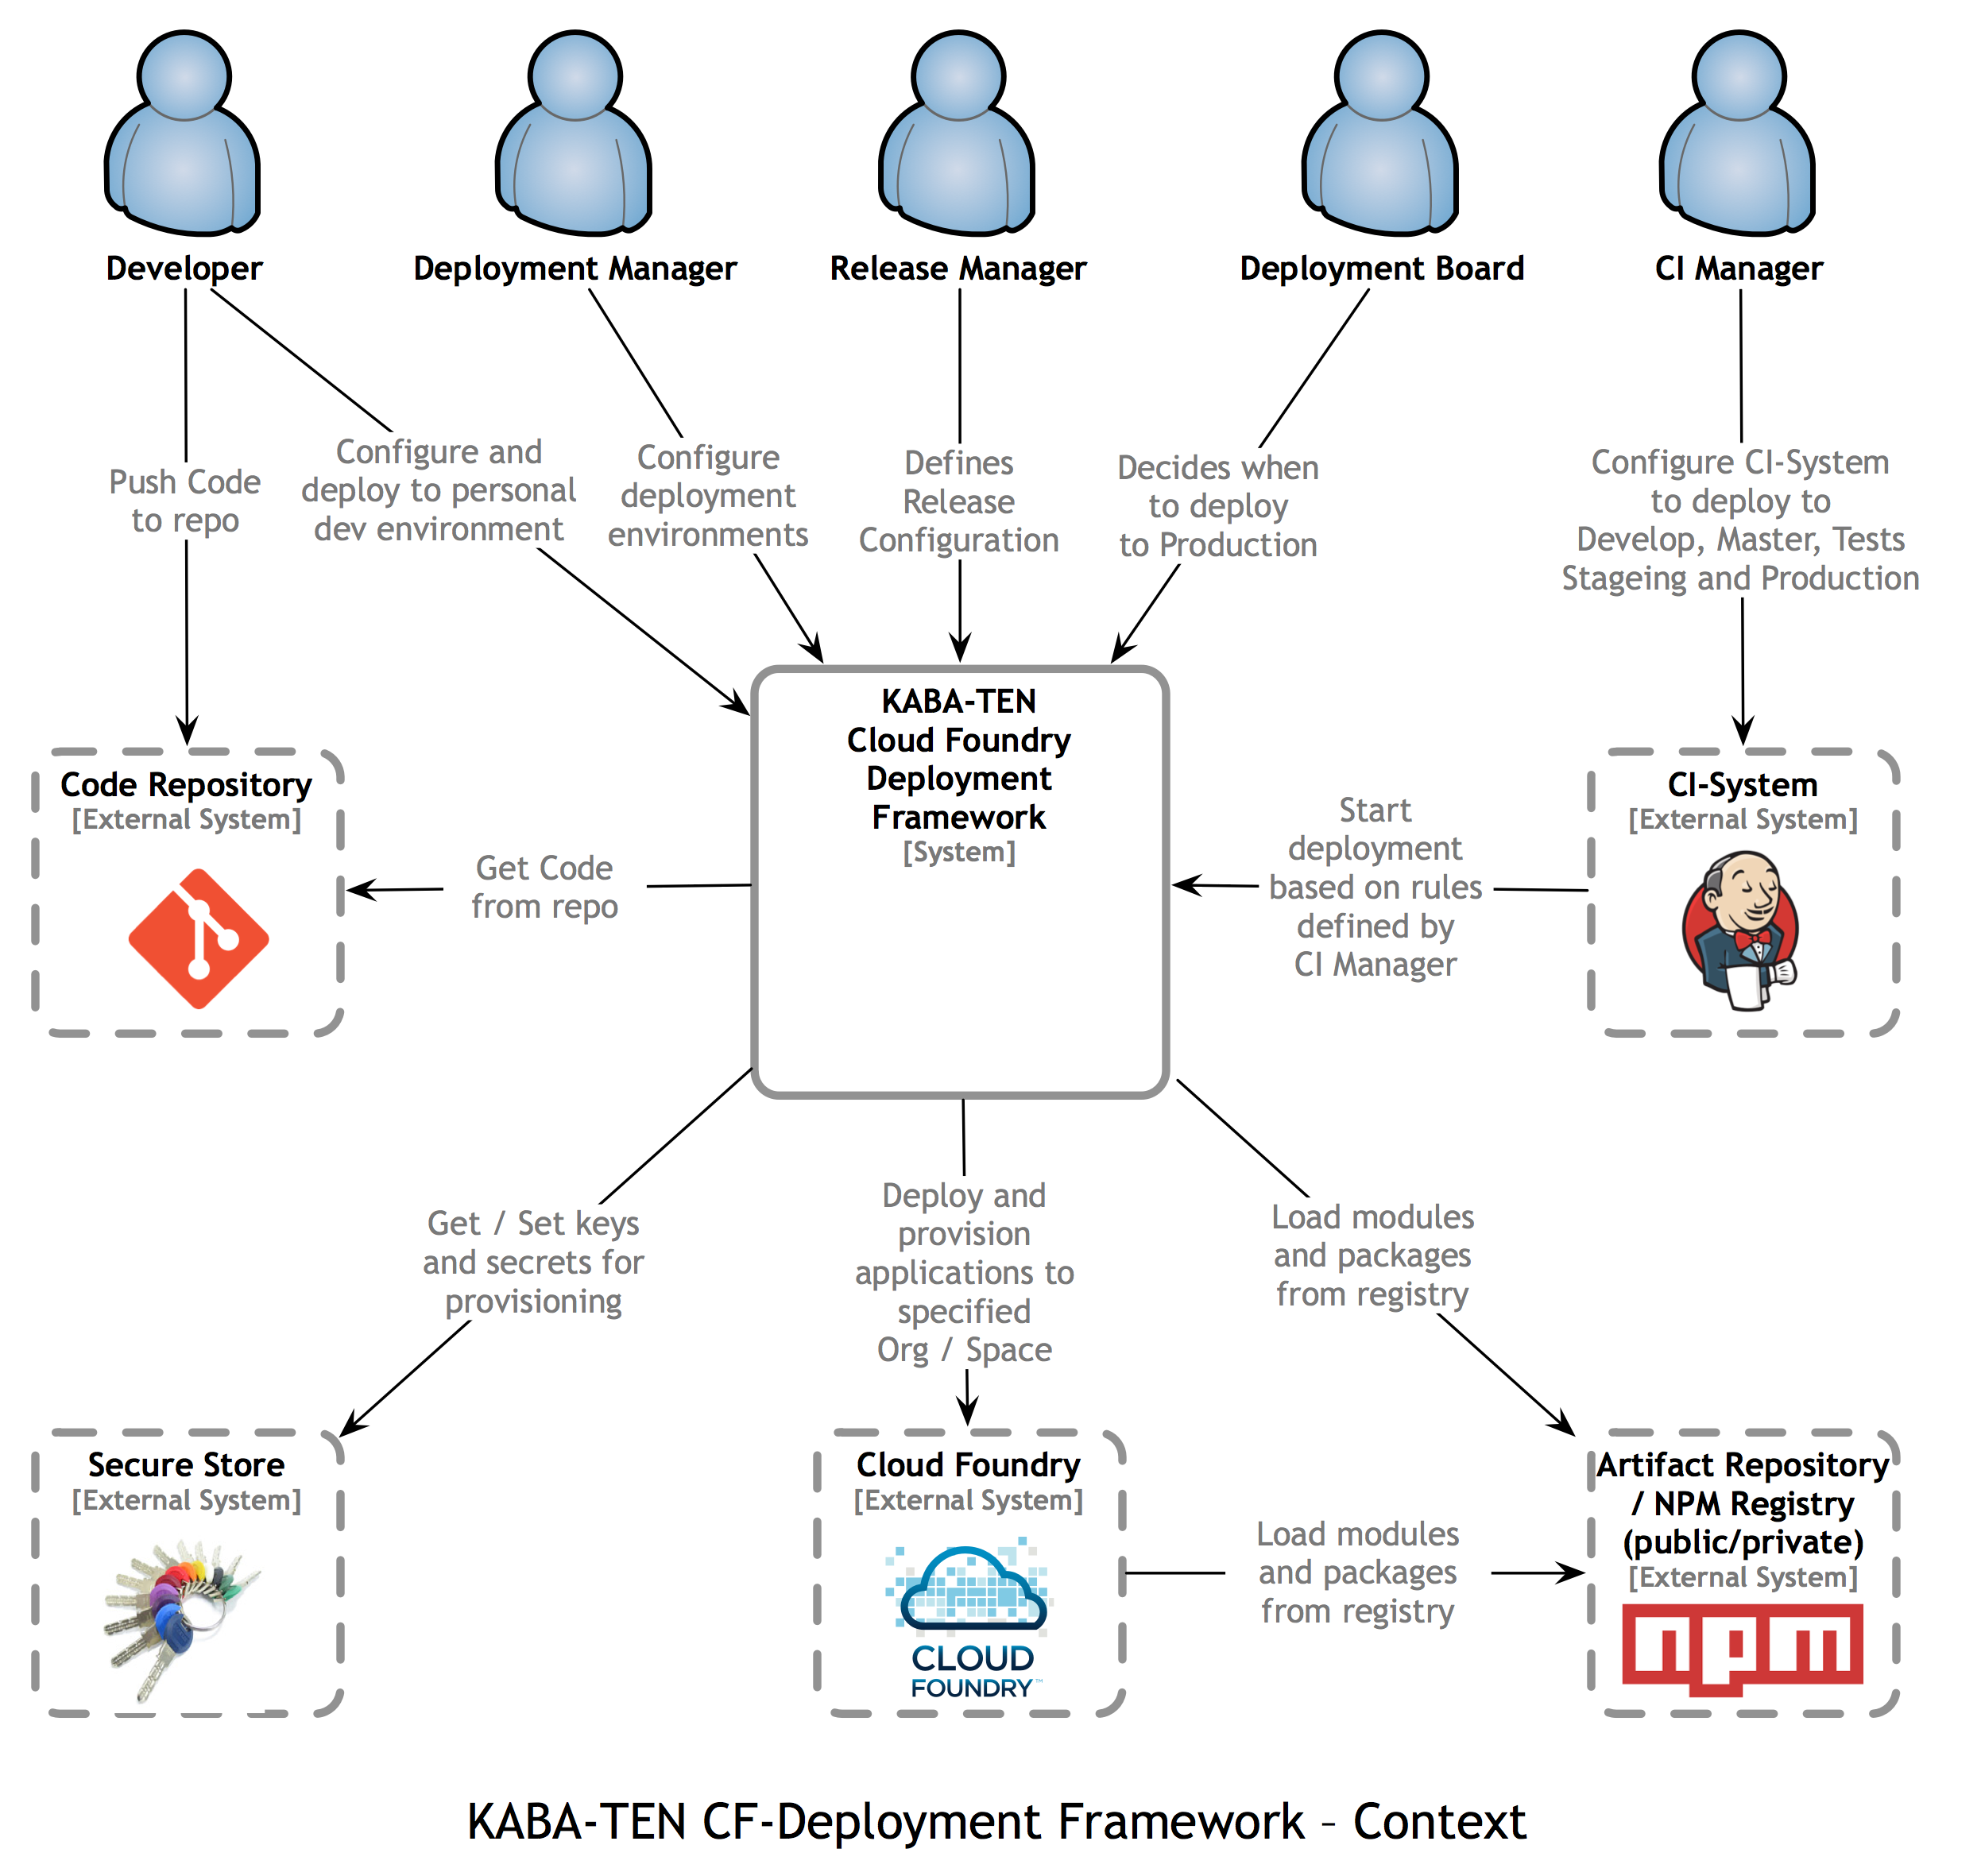 Developer
Deployment Manager
Release Manager
Deployment Board
CI Manager
Push Code
to repo
Configure and
deploy to personal
dev environment
Configure
deployment
environments
Defines
Release
Configuration
Decides when
to deploy
to Production
Configure CI-System
to deploy to
Develop, Master, Tests
Stageing and Production
Code Repository
[External System]
Get Code
from repo
KABA-TEN
Cloud Foundry
Deployment
Framework
[System]
Start
deployment
based on rules
defined by
CI Manager
CI-System
[External System]
Get / Set keys
and secrets for
provisioning
Deploy and
provision
applications to
specified
Org / Space
Load modules
and packages
from registry
Secure Store
[External System]
Cloud Foundry
[External System]
CLOUD
FOUNDRY™
Load modules
and packages
from registry
Artifact Repository
/ NPM Registry
(public/private)
[External System]
npm
KABA-TEN CF-Deployment Framework – Context